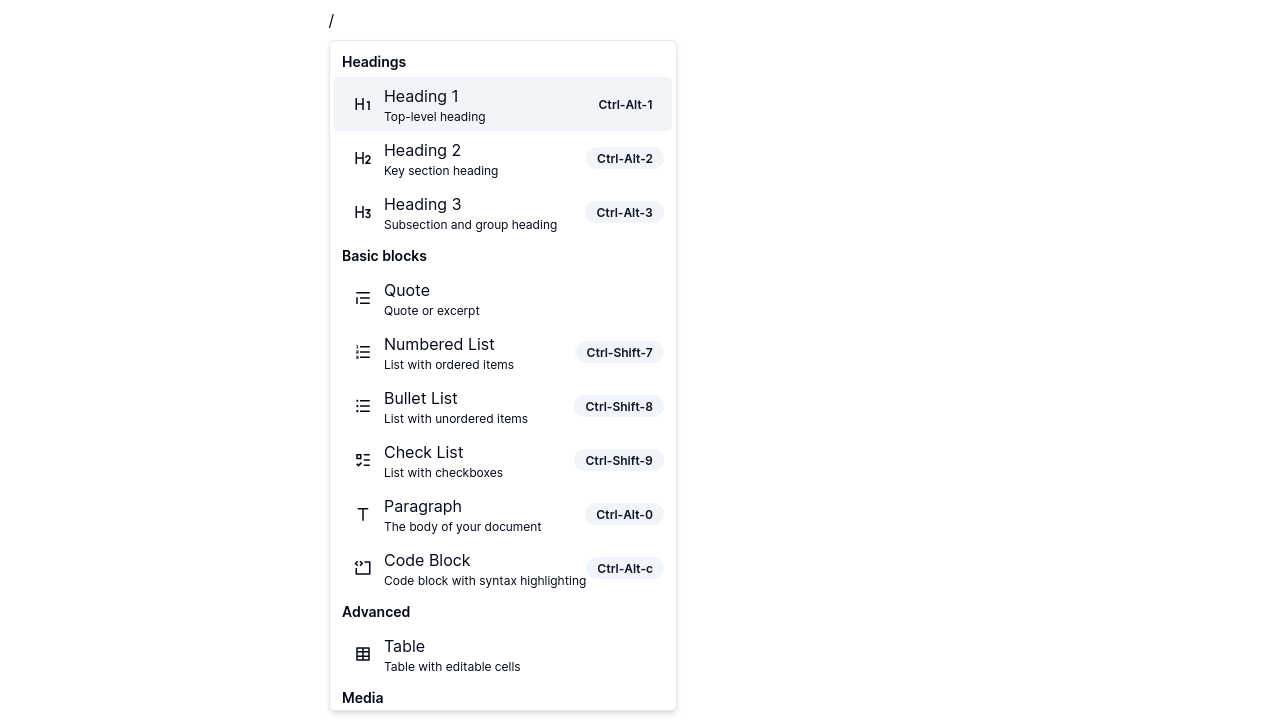 /
Headings
H1 Heading 1 Ctrl-Alt-1
Top-level heading
H2 Heading 2 Ctrl-Alt-2
Key section heading
H3 Heading 3 Ctrl-Alt-3
Subsection and group heading
Basic blocks
Quote
Quote or excerpt
Numbered List Ctrl-Shift-7
List with ordered items
Bullet List Ctrl-Shift-8
List with unordered items
Check List Ctrl-Shift-9
List with checkboxes
T Paragraph Ctrl-Alt-0
The body of your document
Code Block Ctrl-Alt-c
Code block with syntax highlighting
Advanced
Table
Table with editable cells
Media